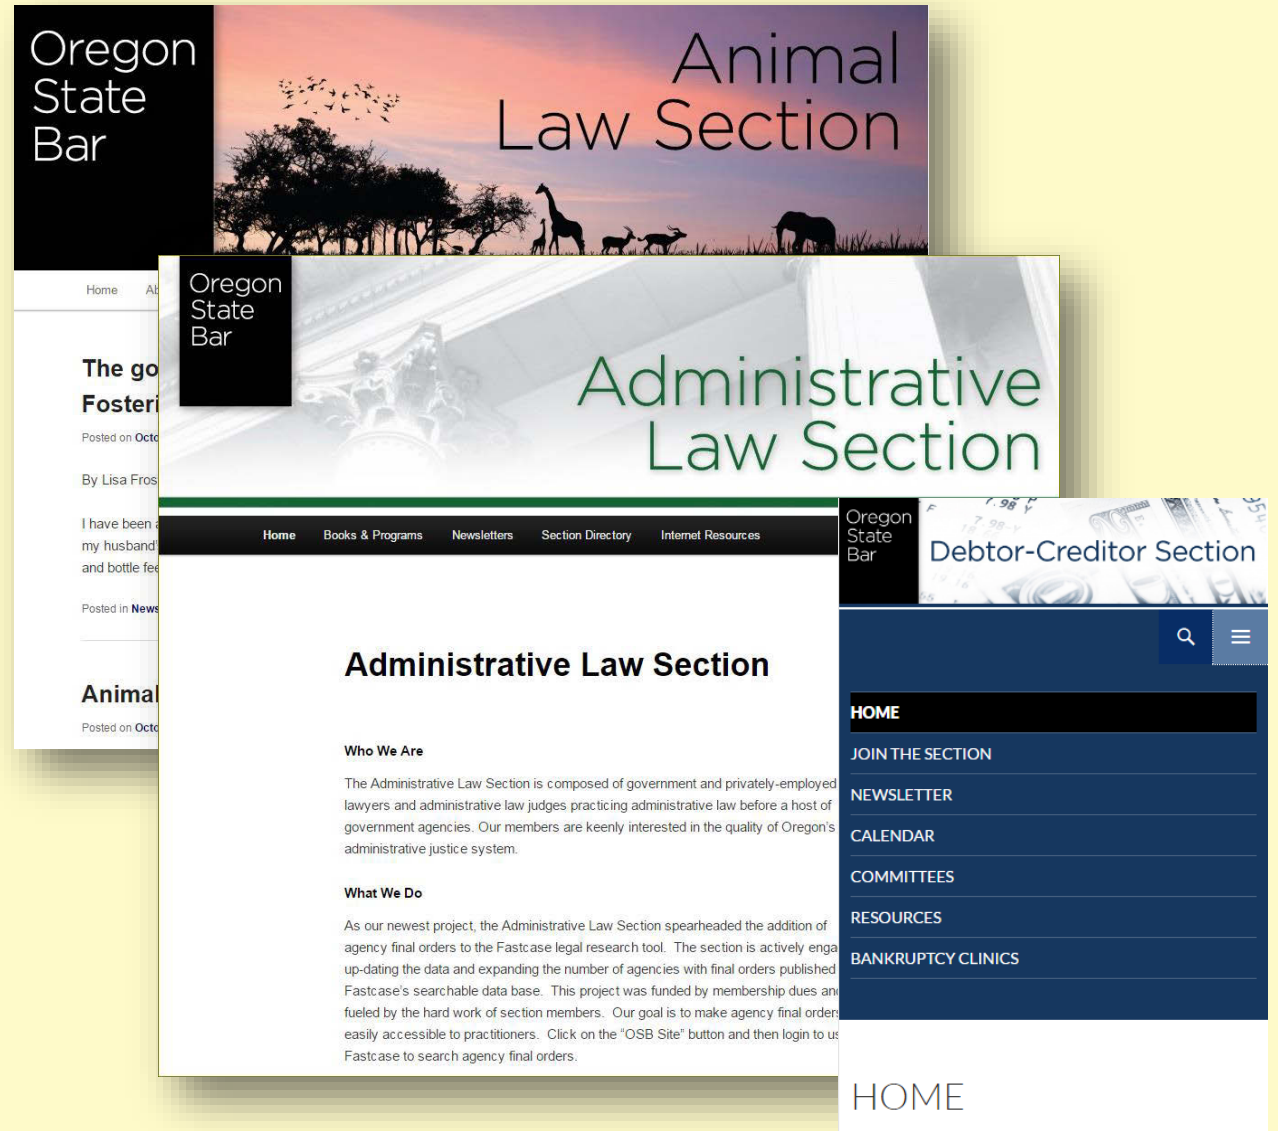 Oregon
State
Bar
Animal
Law Section
Home
The go
Fosteri
Posted on Octo
By Lisa Fros
I have been a
my husband'
and bottle fee
Posted in News
Animal
Posted on Octo
Oregon
State
Bar
Administrative
Law Section
Home Books & Programs Newsletters Section Directory Internet Resources
Administrative Law Section
Who We Are
The Administrative Law Section is composed of government and privately-employed
lawyers and administrative law judges practicing administrative law before a host of
government agencies. Our members are keenly interested in the quality of Oregon's
administrative justice system.
What We Do
As our newest project, the Administrative Law Section spearheaded the addition of
agency final orders to the Fastcase legal research tool. The section is actively enga
up-dating the data and expanding the number of agencies with final orders published
Fastcase's searchable data base. This project was funded by membership dues and
fueled by the hard work of section members. Our goal is to make agency final orders
easily accessible to practitioners. Click on the “OSB Site” button and then login to us
Fastcase to search agency final orders.
Oregon
State
Bar
Debtor-Creditor Section
HOME
JOIN THE SECTION
NEWSLETTER
CALENDAR
COMMITTEES
RESOURCES
BANKRUPTCY CLINICS
HOME